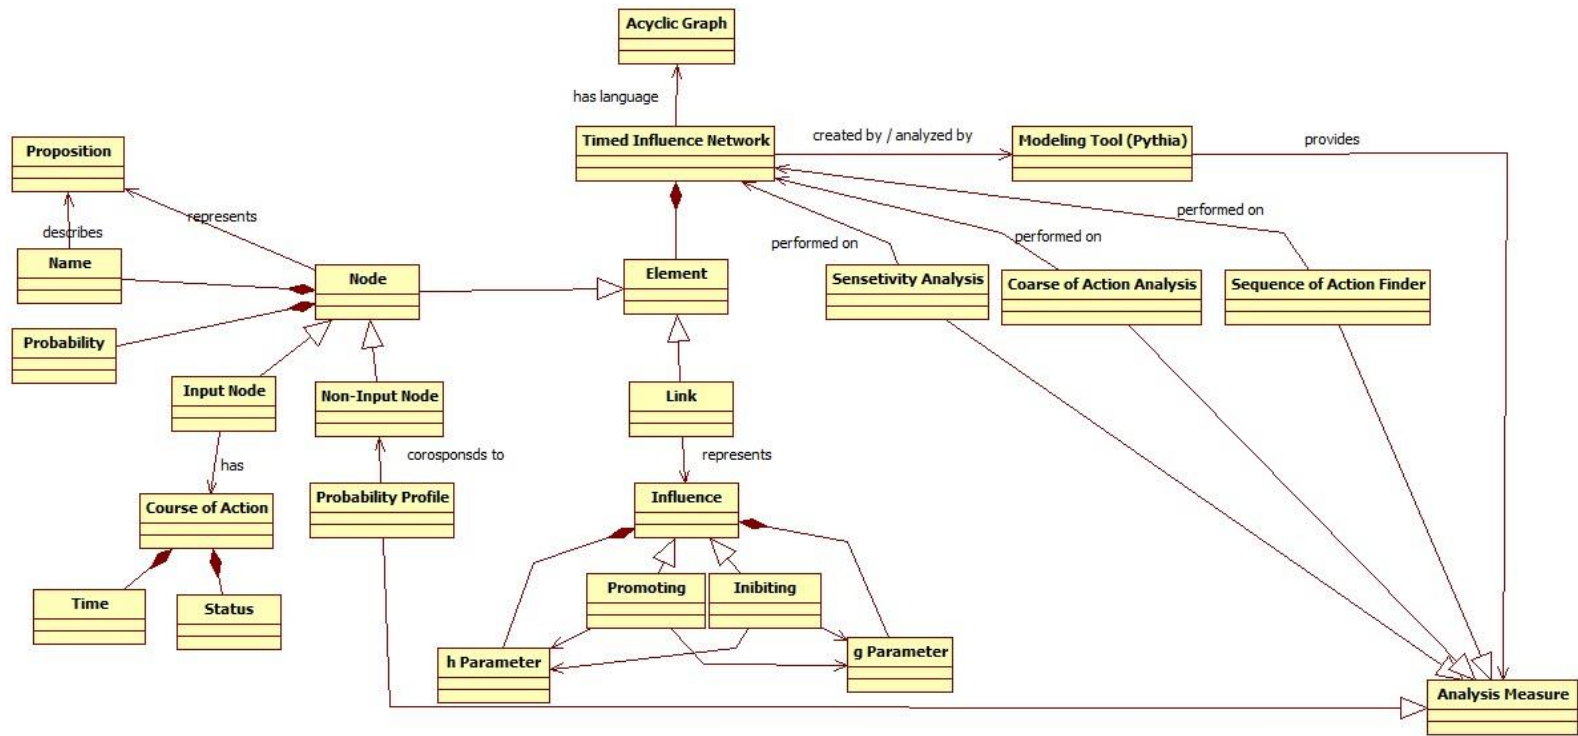 Acyclic Graph
has language
Timed Influence Network
created by / analyzed by
Modeling Tool (Pythia)
provides
Proposition
represents
describes
performed on
performed on
performed on
Name
Node
Element
Sensetivity Analysis
Coarse of Action Analysis
Sequence of Action Finder
Probability
Input Node
Non-Input Node
Link
has
corosponsds to
represents
Course of Action
Probability Profile
Influence
Time
Status
Promoting
Inibiting
h Parameter
g Parameter
Analysis Measure